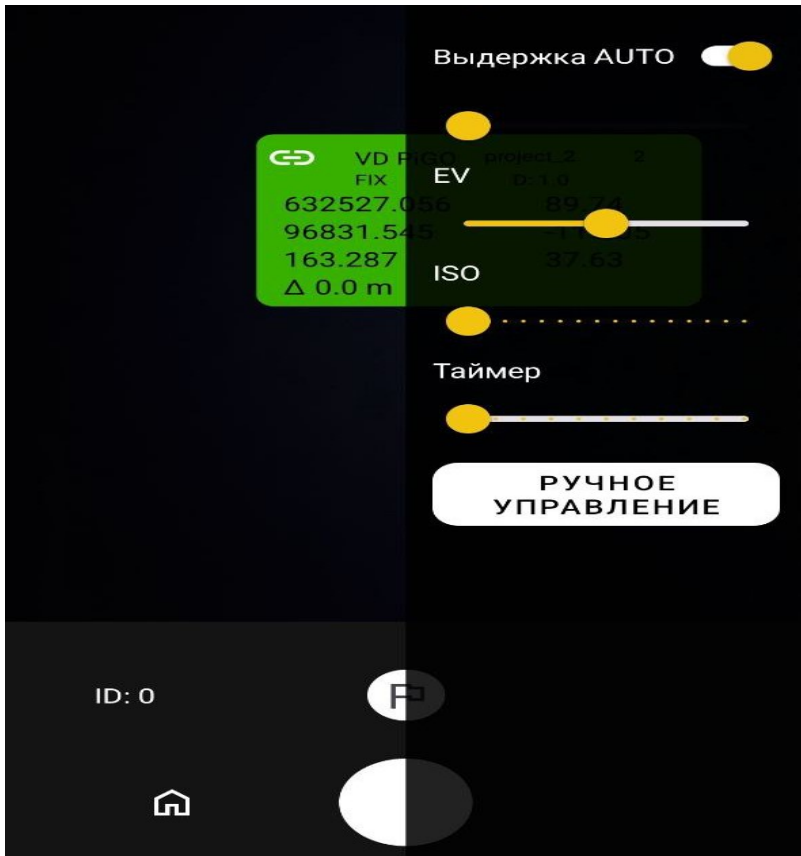 Выдержка AUTO
VD PiGO project_2 2
FIX D: 1.0
EV
632527.056 89.74
96831.545
163.287 37.63
ISO
Δ 0.0 m
Таймер
РУЧНОЕ
УПРАВЛЕНИЕ
ID: 0